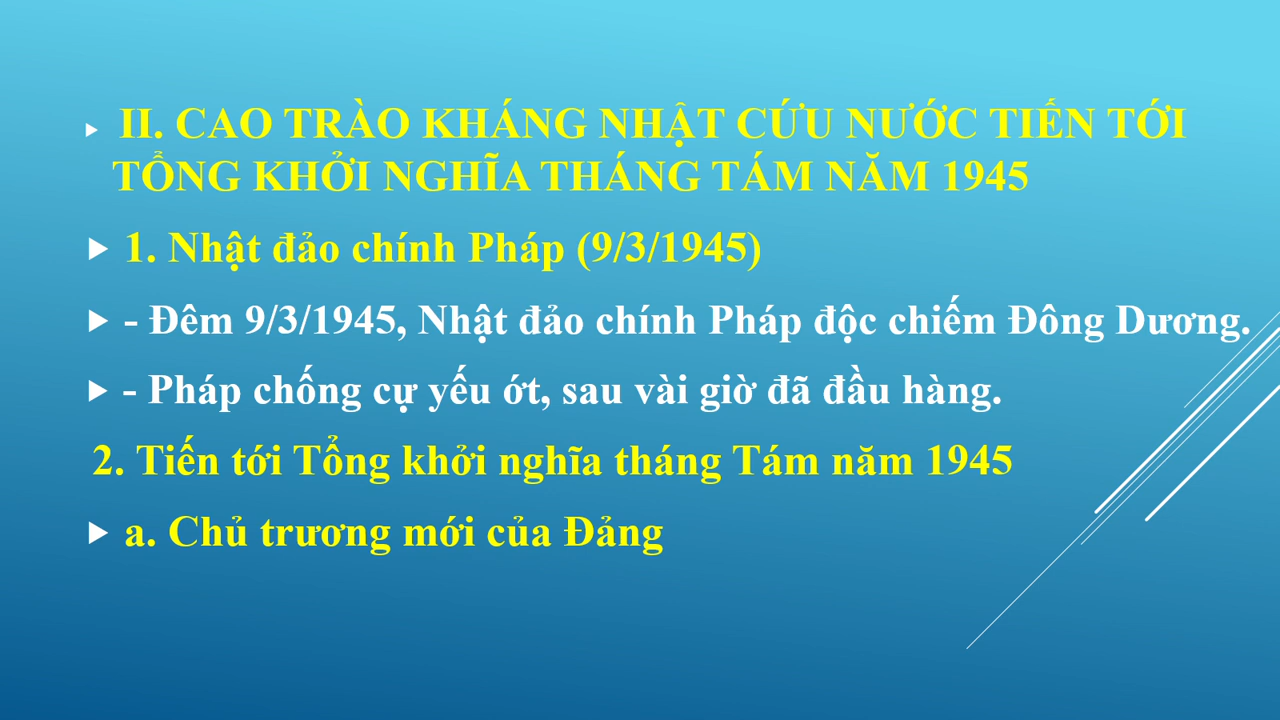 II. CAO TRÀO KHÁNG NHẬT CỨU NƯỚC TIẾN TỚI
TỔNG KHỞI NGHĨA THÁNG TÁM NĂM 1945
1. Nhật đảo chính Pháp (9/3/1945)
- Đêm 9/3/1945, Nhật đảo chính Pháp độc chiếm Đông Dương.
- Pháp chống cự yếu ớt, sau vài giờ đã đầu hàng.
2. Tiến tới Tổng khởi nghĩa tháng Tám năm 1945
a. Chủ trương mới của Đảng